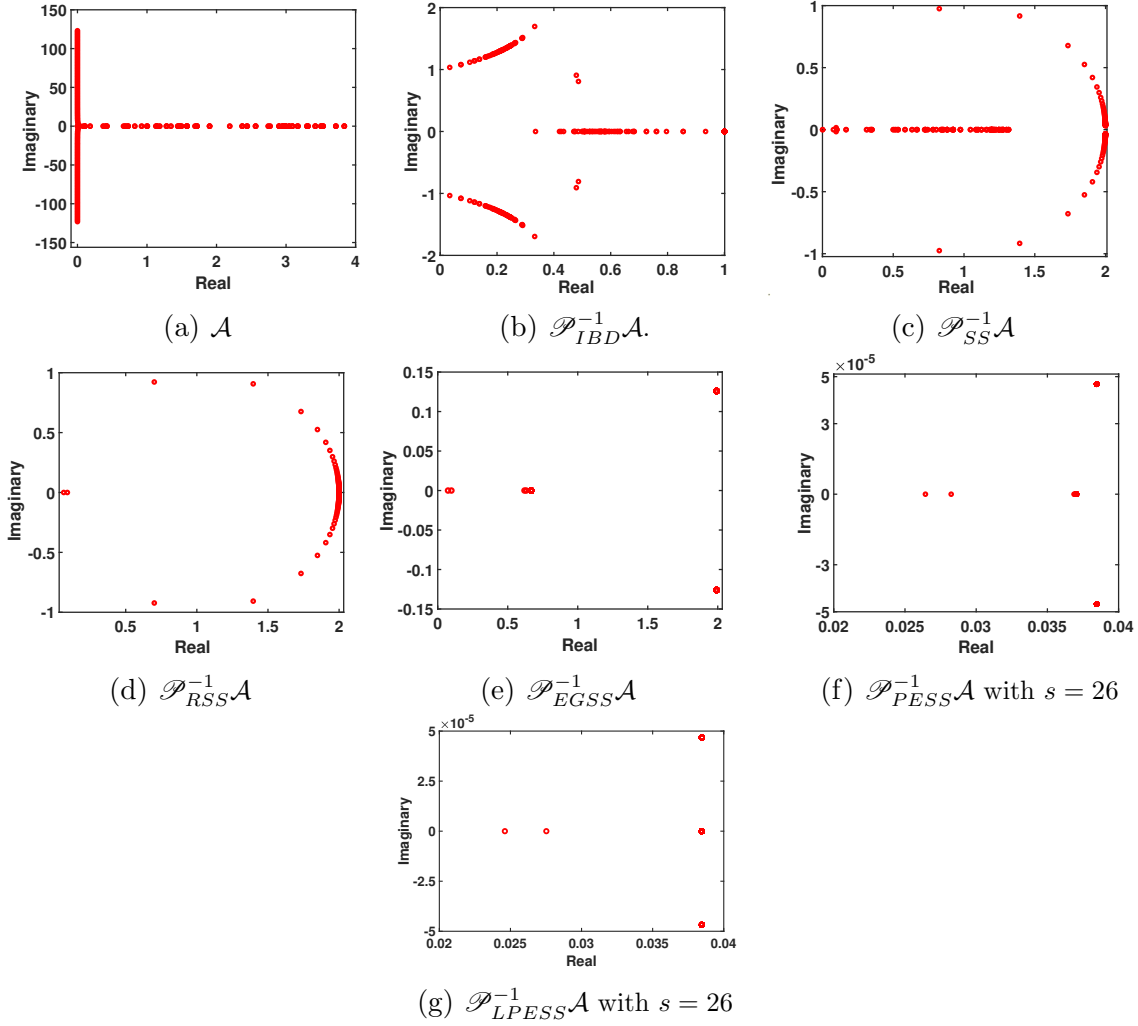 150
100
50
0
-50
-100
-150
0 1 2 3 4
Imaginary
Real
(a) 𝒜
2
1
0
-1
-2
0 0.2 0.4 0.6 0.8 1
Imaginary
Real
(b) 𝒫_{IBD}^{-1}𝒜.
1
0.5
0
-0.5
-1
0 0.5 1 1.5 2
Imaginary
Real
(c) 𝒫_{SS}^{-1}𝒜
1
0.5
0
-0.5
-1
0.5 1 1.5 2
Imaginary
Real
(d) 𝒫_{RSS}^{-1}𝒜
0.15
0.1
0.05
0
-0.05
-0.1
-0.15
0 0.5 1 1.5 2
Imaginary
Real
(e) 𝒫_{EGSS}^{-1}𝒜
×10^{-5}
5
3
0
-3
-5
0.02 0.025 0.03 0.035 0.04
Imaginary
Real
(f) 𝒫_{PESS}^{-1}𝒜 with s = 26
×10^{-5}
5
2.5
0
-2.5
-5
0.02 0.025 0.03 0.035 0.04
Imaginary
Real
(g) 𝒫_{LPESS}^{-1}𝒜 with s = 26